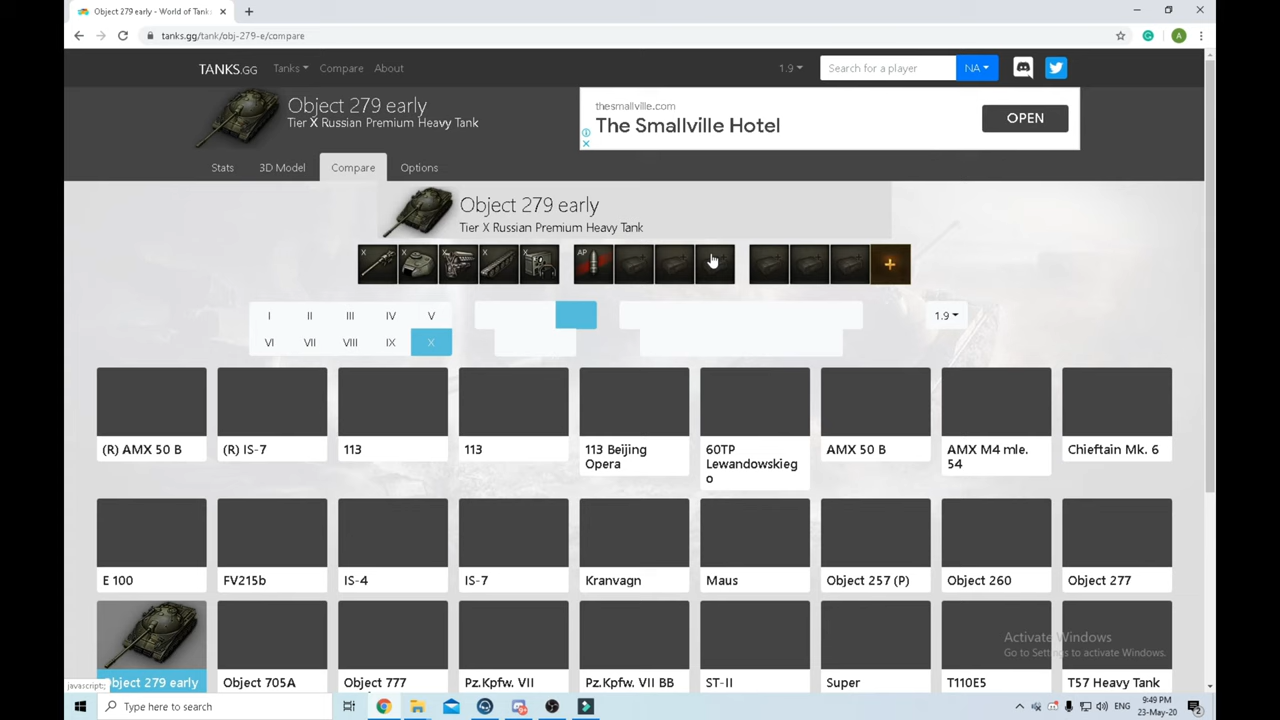 Object 279 early - World of Tanks
tanks.gg/tank/obj-279-e/compare
TANKS.GG
Tanks
Compare
About
1.9
Search for a player
NA
Object 279 early
Tier X Russian Premium Heavy Tank
thesmallville.com
The Smallville Hotel
OPEN
Stats
3D Model
Compare
Options
Object 279 early
Tier X Russian Premium Heavy Tank
X
X
X
X
X
AP
+
I II III IV V
VI VII VIII IX X
1.9
(R) AMX 50 B
(R) IS-7
113
113
113 Beijing
Opera
60TP
Lewandowskieg
o
AMX 50 B
AMX M4 mle.
54
Chieftain Mk. 6
E 100
FV215b
IS-4
IS-7
Kranvagn
Maus
Object 257 (P)
Object 260
Object 277
Object 279 early
Object 705A
Object 777
Pz.Kpfw. VII
Pz.Kpfw. VII BB
ST-II
Super
T110E5
T57 Heavy Tank
Activate Windows
Go to Settings to activate Windows.
javascript:;
Type here to search
ENG
9:49 PM
23-May-20
2